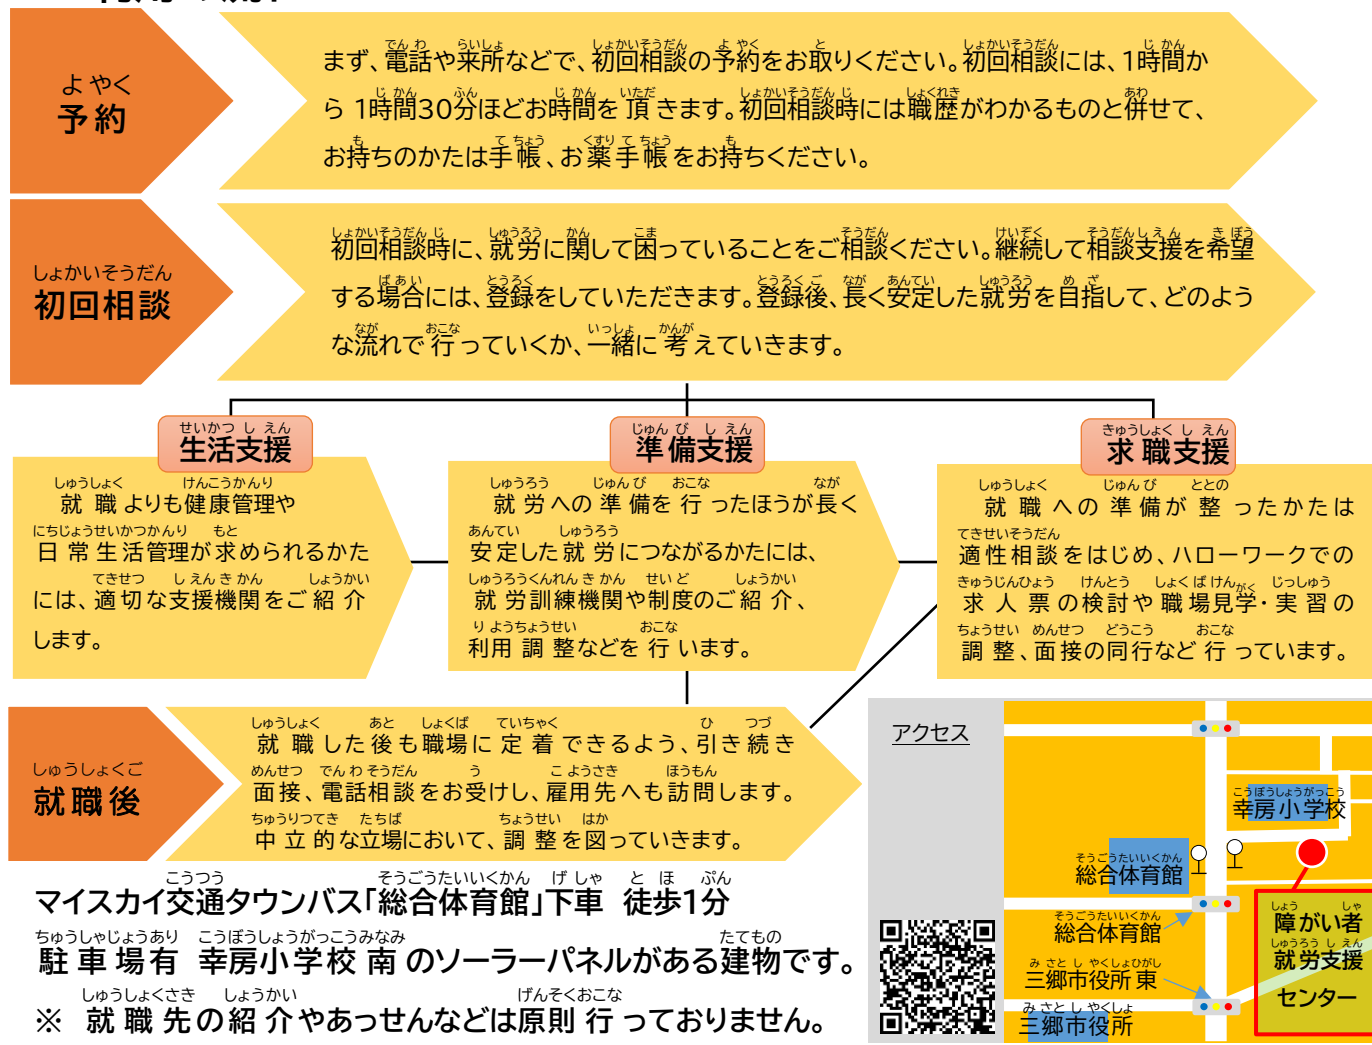 予約
まず、電話や来所などで、初回相談の予約をお取りください。初回相談には、1時間か
ら 1時間30分ほどお時間を頂きます。初回相談時には職歴がわかるものと併せて、
お持ちのかたは手帳、お薬手帳をお持ちください。
初回相談
初回相談時に、就労に関して困っていることをご相談ください。継続して相談支援を希望
する場合には、登録をしていただきます。登録後、長く安定した就労を目指して、どのよう
な流れで行っていくか、一緒に考えていきます。
生活支援
就職よりも健康管理や
日常生活管理が求められるかた
には、適切な支援機関をご紹介
します。
準備支援
就労への準備を行ったほうが長く
安定した就労につながるかたには、
就労訓練機関や制度のご紹介、
利用調整などを行います。
求職支援
就職への準備が整ったかたは
適性相談をはじめ、ハローワークでの
求人票の検討や職場見学・実習の
調整、面接の同行など行っています。
就職後
就職した後も職場に定着できるよう、引き続き
面接、電話相談をお受けし、雇用先へも訪問します。
中立的な立場において、調整を図っていきます。
アクセス
幸房小学校
総合体育館
総合体育館
三郷市役所東
三郷市役所
障がい者
就労支援
センター
マイスカイ交通タウンバス「総合体育館」下車 徒歩1分
駐車場有 幸房小学校南のソーラーパネルがある建物です。
※ 就職先の紹介やあっせんなどは原則行っておりません。